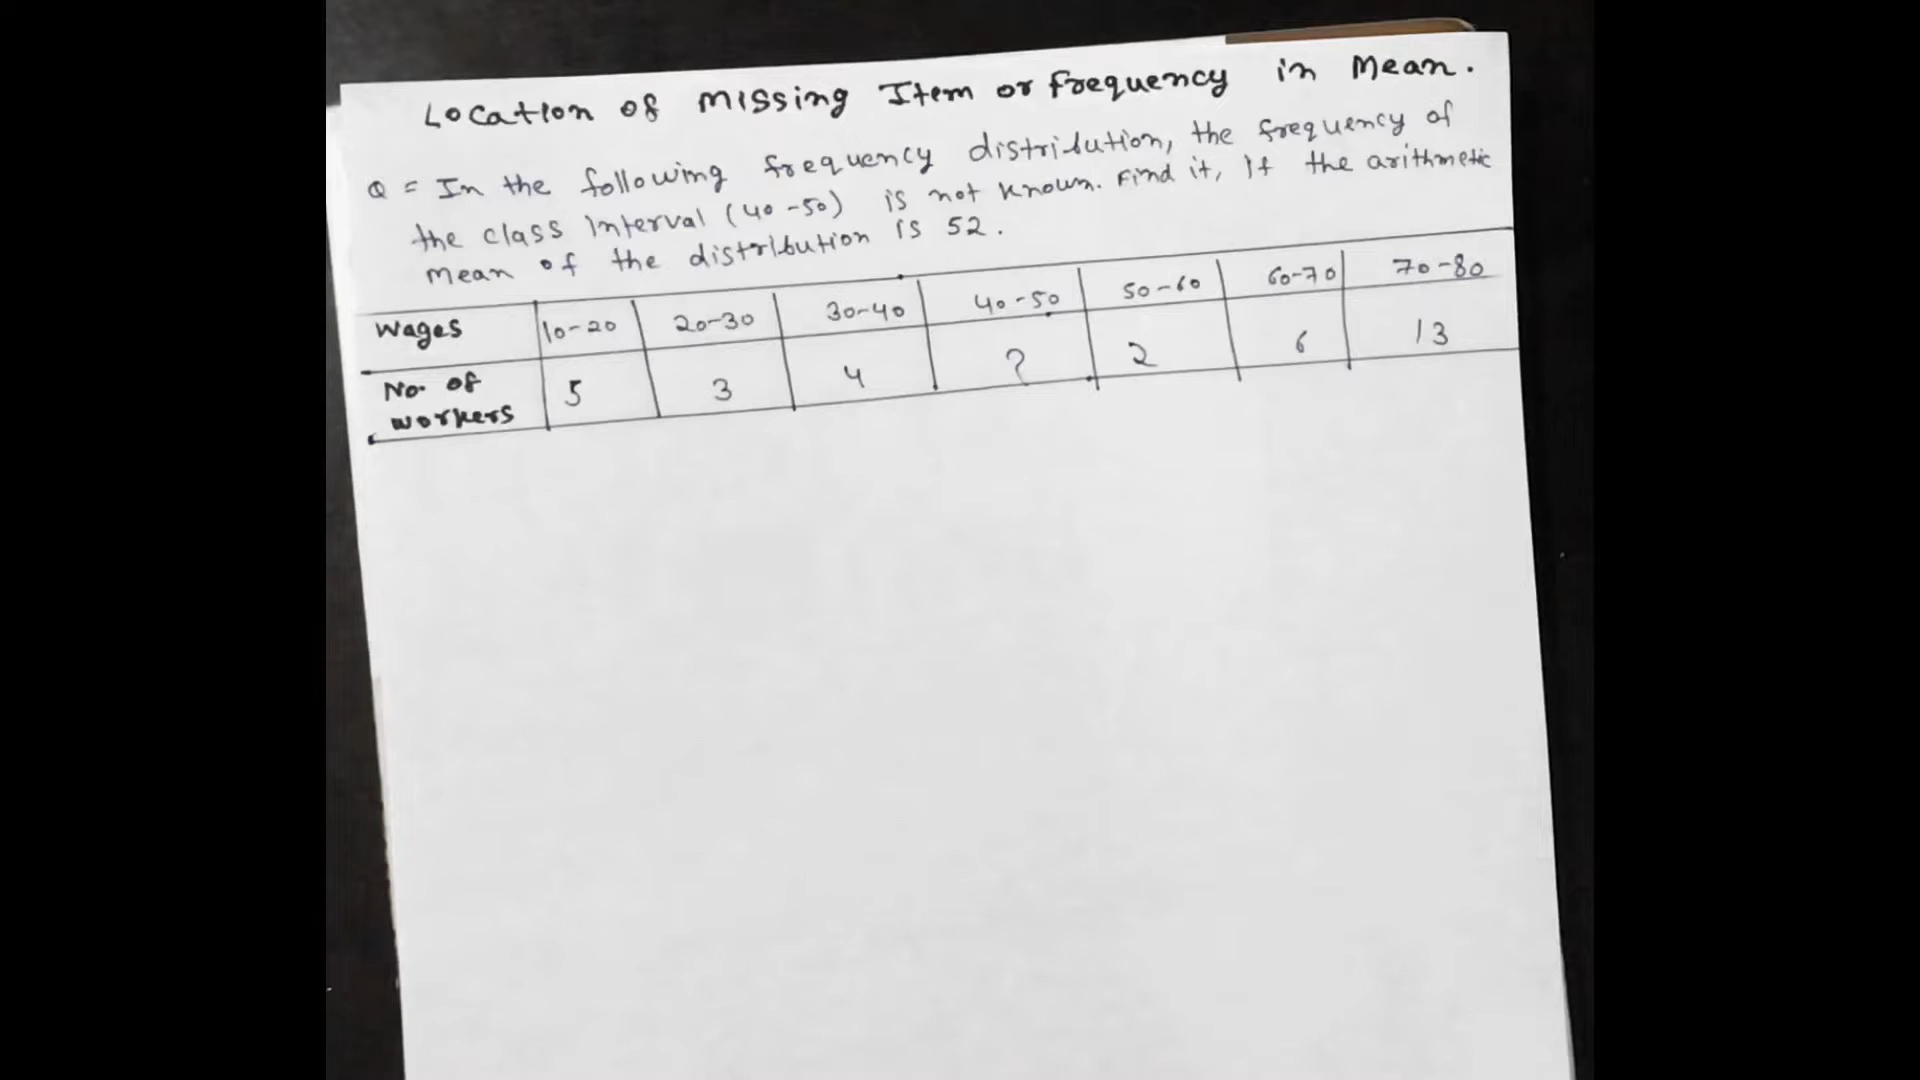 Location of Missing Item or frequency in Mean.
Q = In the following frequency distribution, the frequency of
the class Interval (40-50) is not known. Find it, If the arithmetic
Mean of the distribution is 52.
Wages 10-20 20-30 30-40 40-50 50-60 60-70 70-80
No. of workers 5 3 4 ? 2 6 13